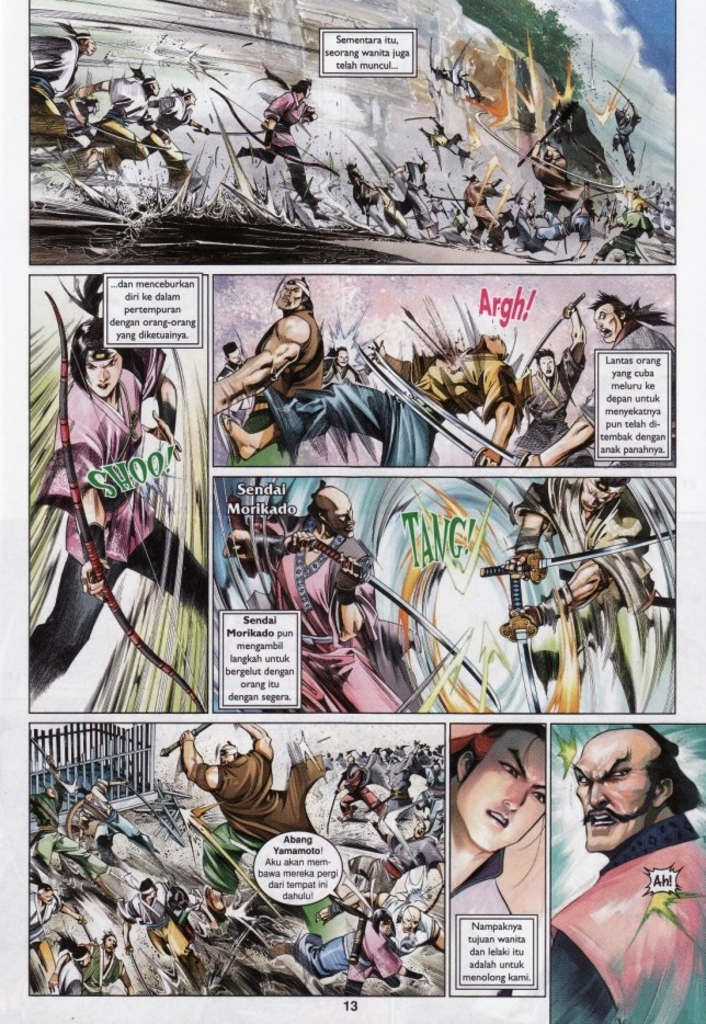 Sementara itu,
seorang wanita juga
telah muncul...
...dan menceburkan
diri ke dalam
pertempuran
dengan orang-orang
yang diketuainya.
SHOO!
Argh!
Lantas orang
yang cuba
meluru ke
depan untuk
menyekatnya
pun telah di-
tembak dengan
anak panahnya.
Sendai
Morikado
TANG!
Sendai
Morikado pun
mengambil
langkah untuk
bergelut dengan
orang itu
dengan segera.
Abang
Yamamoto!
Aku akan mem-
bawa mereka pergi
dari tempat ini
dahulu!
Nampaknya
tujuan wanita
dan lelaki itu
adalah untuk
menolong kami.
Ah!
13